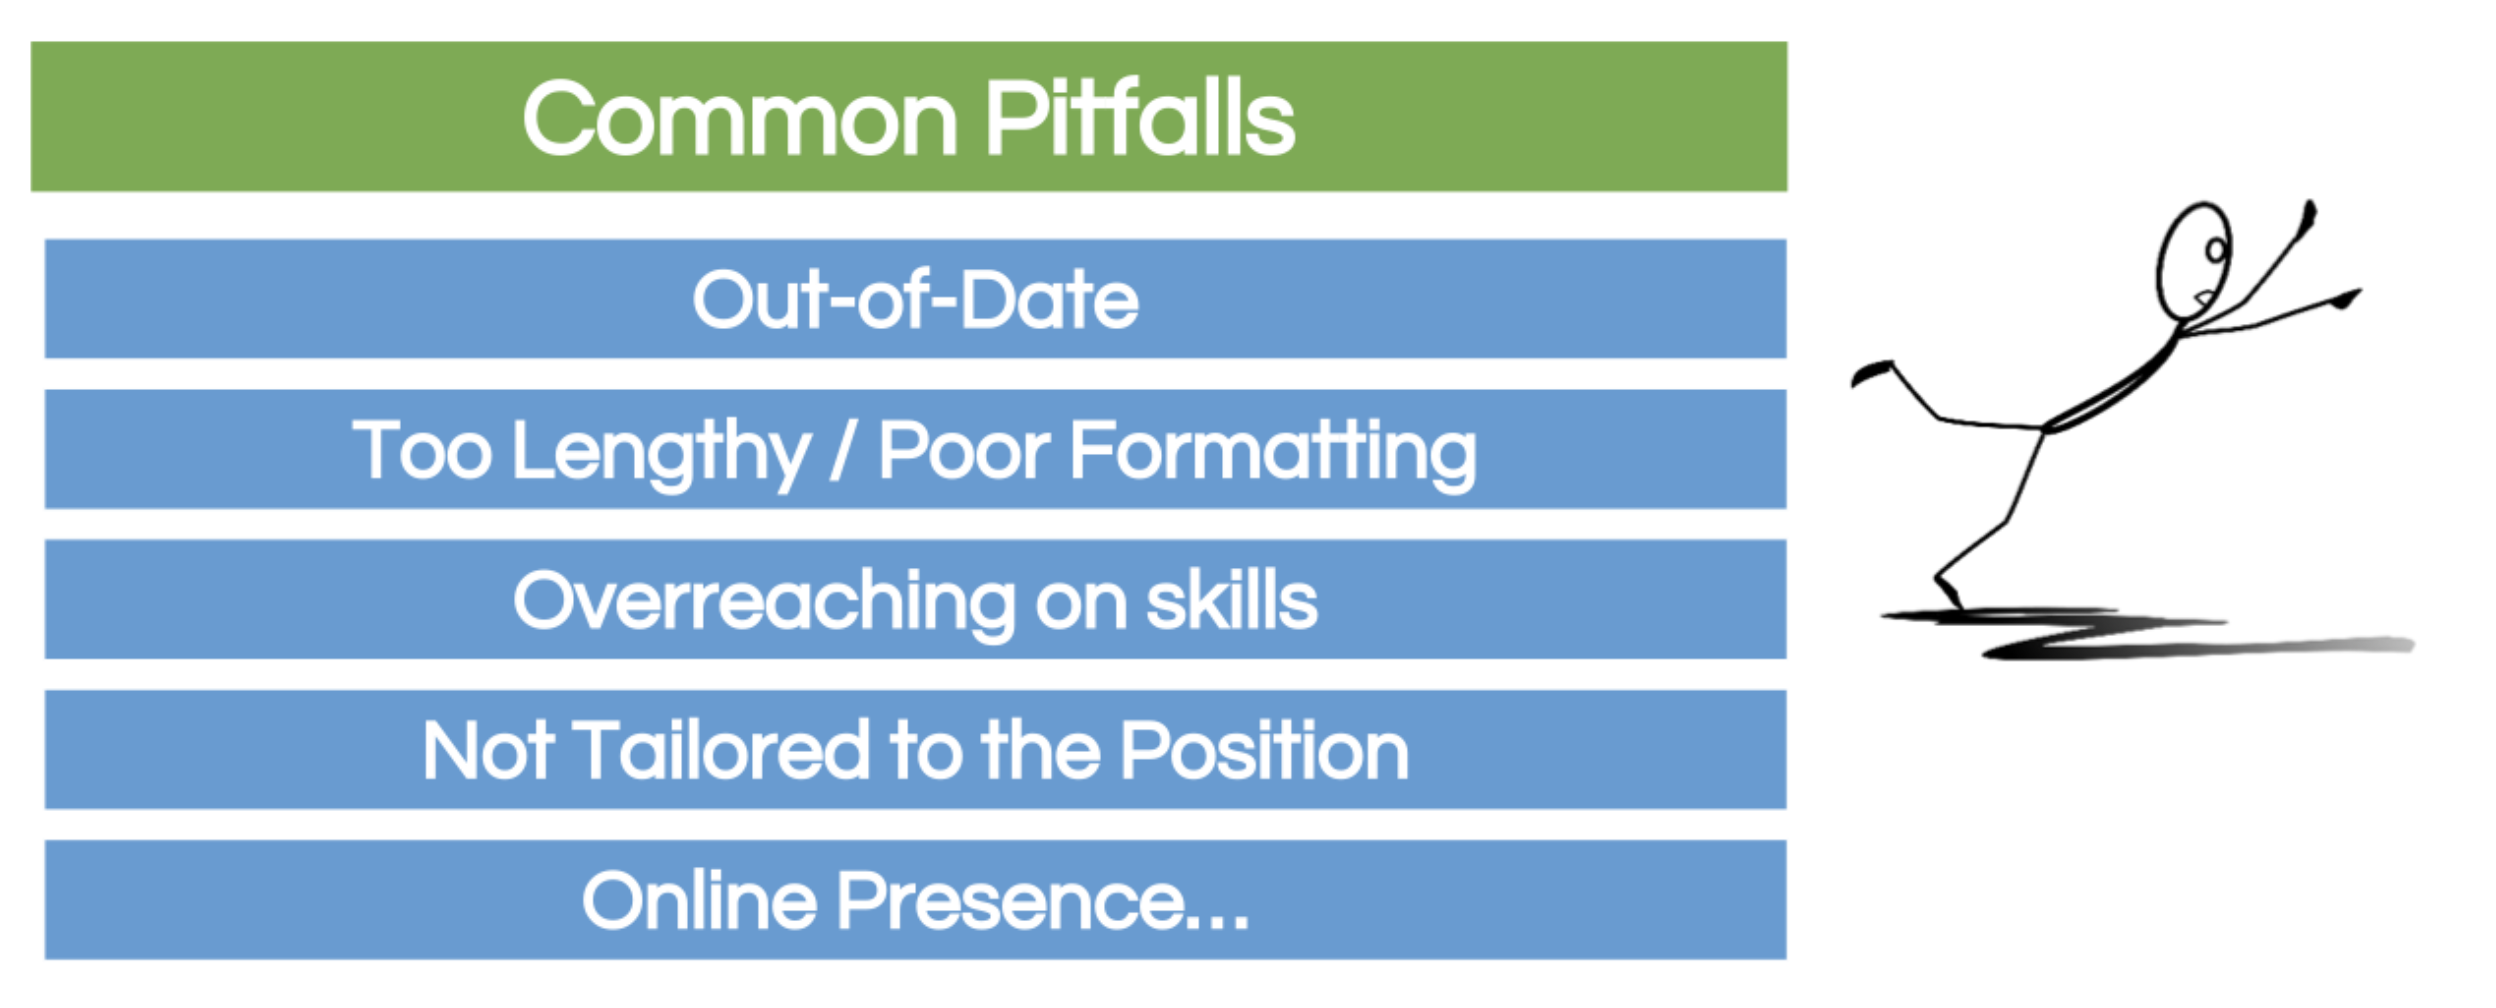 Common Pitfalls
Out-of-Date
Too Lengthy / Poor Formatting
Overreaching on skills
Not Tailored to the Position
Online Presence...